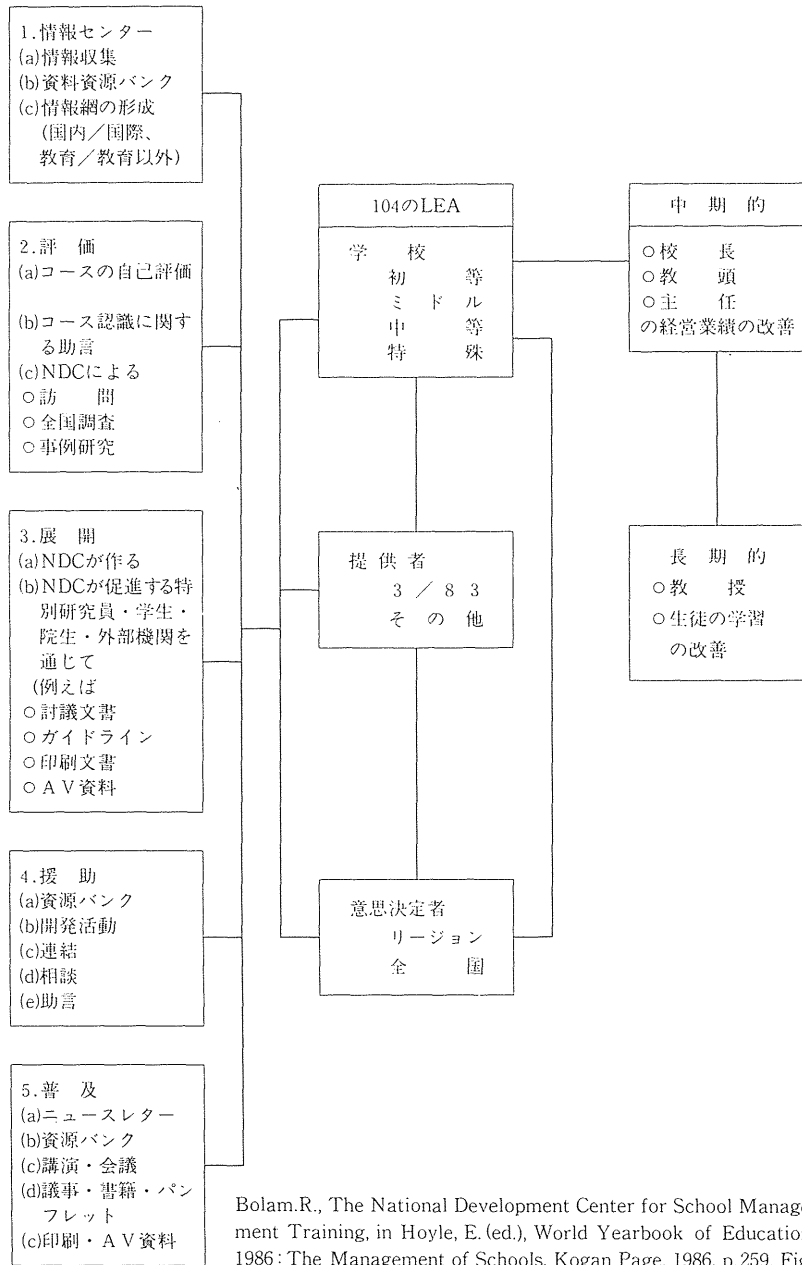 1.情報センター
(a)情報収集
(b)資料資源バンク
(c)情報網の形成
(国内／国際、
教育／教育以外)
2.評　価
(a)コースの自己評価
(b)コース認識に関す
る助言
(c)NDCによる
○訪　　問
○全国調査
○事例研究
3.展　開
(a)NDCが作る
(b)NDCが促進する特
別研究員・学生・
院生・外部機関を
通じて
(例えば
○討議文書
○ガイドライン
○印刷文書
○ＡＶ資料
4.援　助
(a)資源バンク
(b)開発活動
(c)連結
(d)相談
(e)助言
5.普　及
(a)ニュースレター
(b)資源バンク
(c)講演・会議
(d)議事・書籍・パン
フレット
(c)印刷・ＡＶ資料
104のLEA
学　　校
初　　　等
ミ　ド　ル
中　　　等
特　　　殊
提 供 者
３／８３
そ の 他
意思決定者
リージョン
全　　　国
中　期　的
○校　　長
○教　　頭
○主　　任
の経営業績の改善
長　期　的
○教　　授
○生徒の学習
の改善
Bolam.R., The National Development Center for School Manage
ment Training, in Hoyle, E.(ed.), World Yearbook of Education
1986: The Management of Schools, Kogan Page, 1986, p 259, Fig